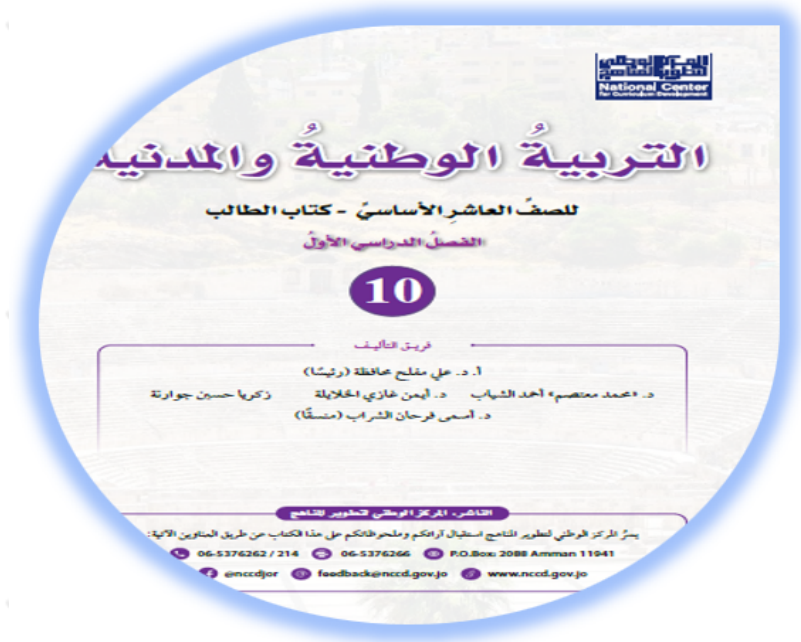 المركز الوطني
لتطوير المناهج
National Center
for Curriculum Development
التربيةُ الوطنيةُ والمدنية
للصفِّ العاشرِ الأساسيِّ - كتاب الطالب
الفصلُ الدراسي الأولُ
10
فريق التأليف
أ. د. علي مفلح محافظة (رئيسًا)
د. «محمد معتصم» أحمد الشياب د. أيمن غازي الخلايلة زكريا حسين جوارنة
د. أسمى فرحان الشراب (منسقًا)
الناشر: المركز الوطني لتطوير المناهج
يسرُّ المركز الوطني لتطوير المناهج استقبال آرائكم وملحوظاتكم على هذا الكتاب عن طريق العناوين الآتية:
06-5376262 / 214 06-5376266 P.O.Box: 2088 Amman 11941
@nccdjor feedback@nccd.gov.jo www.nccd.gov.jo